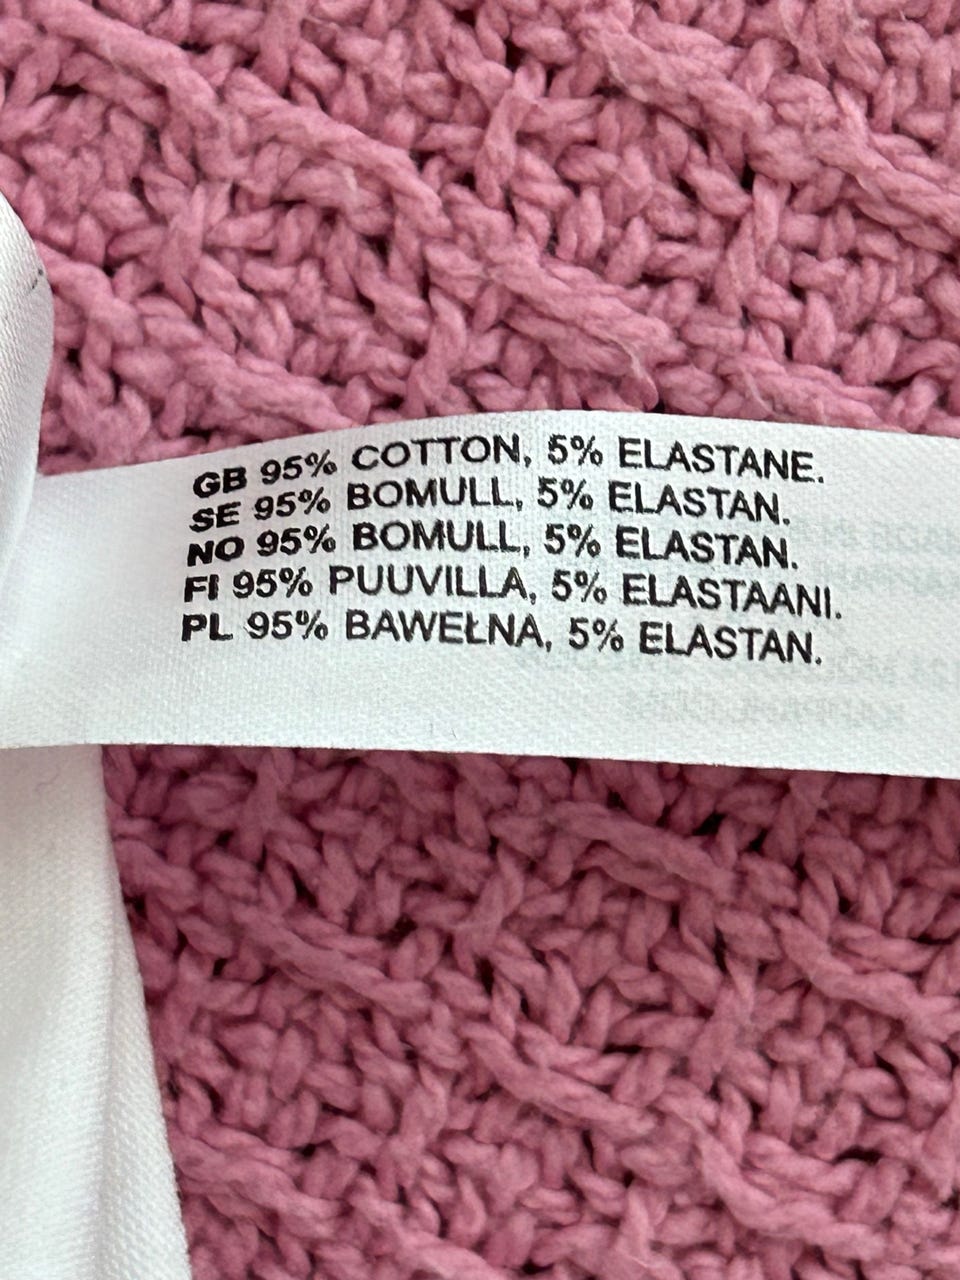 GB 95% COTTON, 5% ELASTANE.
SE 95% BOMULL, 5% ELASTAN.
NO 95% BOMULL, 5% ELASTAN.
FI 95% PUUVILLA, 5% ELASTAANI.
PL 95% BAWEŁNA, 5% ELASTAN.